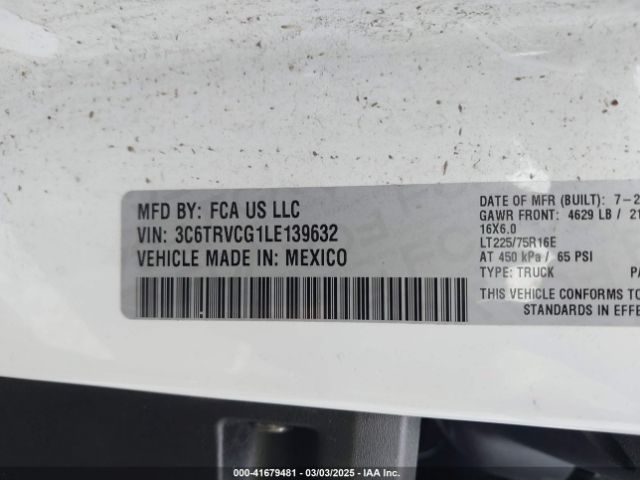 MFD BY: FCA US LLC
VIN: 3C6TRVCG1LE139632
VEHICLE MADE IN: MEXICO
DATE OF MFR (BUILT): 7-2
GAWR FRONT: 4629 LB / 21
16X6.0
LT225/75R16E
AT 450 kPa / 65 PSI
TYPE: TRUCK PA
THIS VEHICLE CONFORMS TO
STANDARDS IN EFFE
000-41679481 | 03/03/2025 - IAA Inc.